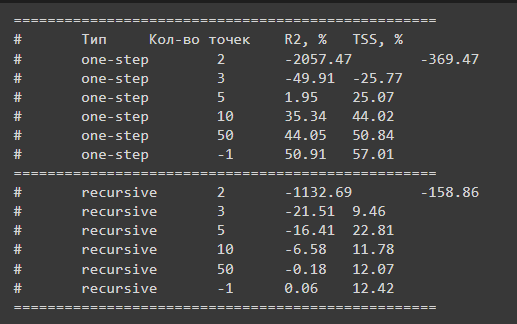 ==================================================
# Тип Кол-во точек R2, % TSS, %
# one-step 2 -2057.47 -369.47
# one-step 3 -49.91 -25.77
# one-step 5 1.95 25.07
# one-step 10 35.34 44.02
# one-step 50 44.05 50.84
# one-step -1 50.91 57.01
==================================================
# recursive 2 -1132.69 -158.86
# recursive 3 -21.51 9.46
# recursive 5 -16.41 22.81
# recursive 10 -6.58 11.78
# recursive 50 -0.18 12.07
# recursive -1 0.06 12.42
==================================================